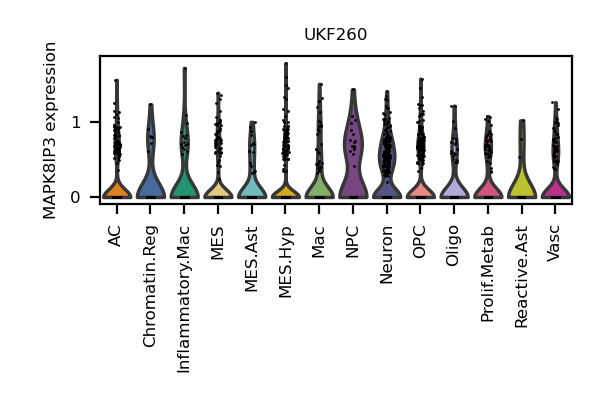 UKF260
MAPK8IP3 expression
1
0
AC
Chromatin.Reg
Inflammatory.Mac
MES
MES.Ast
MES.Hyp
Mac
NPC
Neuron
OPC
Oligo
Prolif.Metab
Reactive.Ast
Vasc